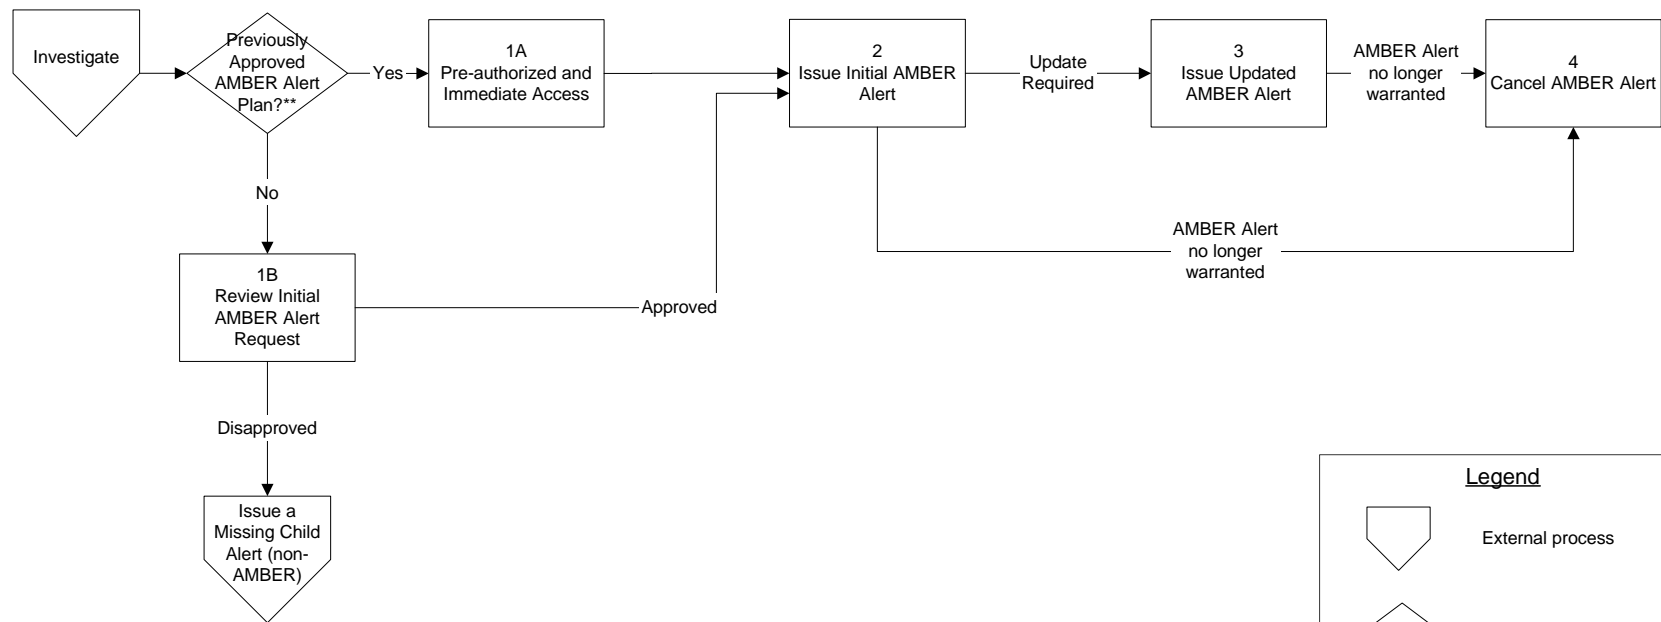 Investigate
Previously
Approved
AMBER Alert
Plan?**
Yes
1A
Pre-authorized and
Immediate Access
2
Issue Initial AMBER
Alert
Update
Required
3
Issue Updated
AMBER Alert
AMBER Alert
no longer
warranted
4
Cancel AMBER Alert
No
AMBER Alert
no longer
warranted
1B
Review Initial
AMBER Alert
Request
Approved
Disapproved
Issue a
Missing Child
Alert (non-
AMBER)
Legend
External process